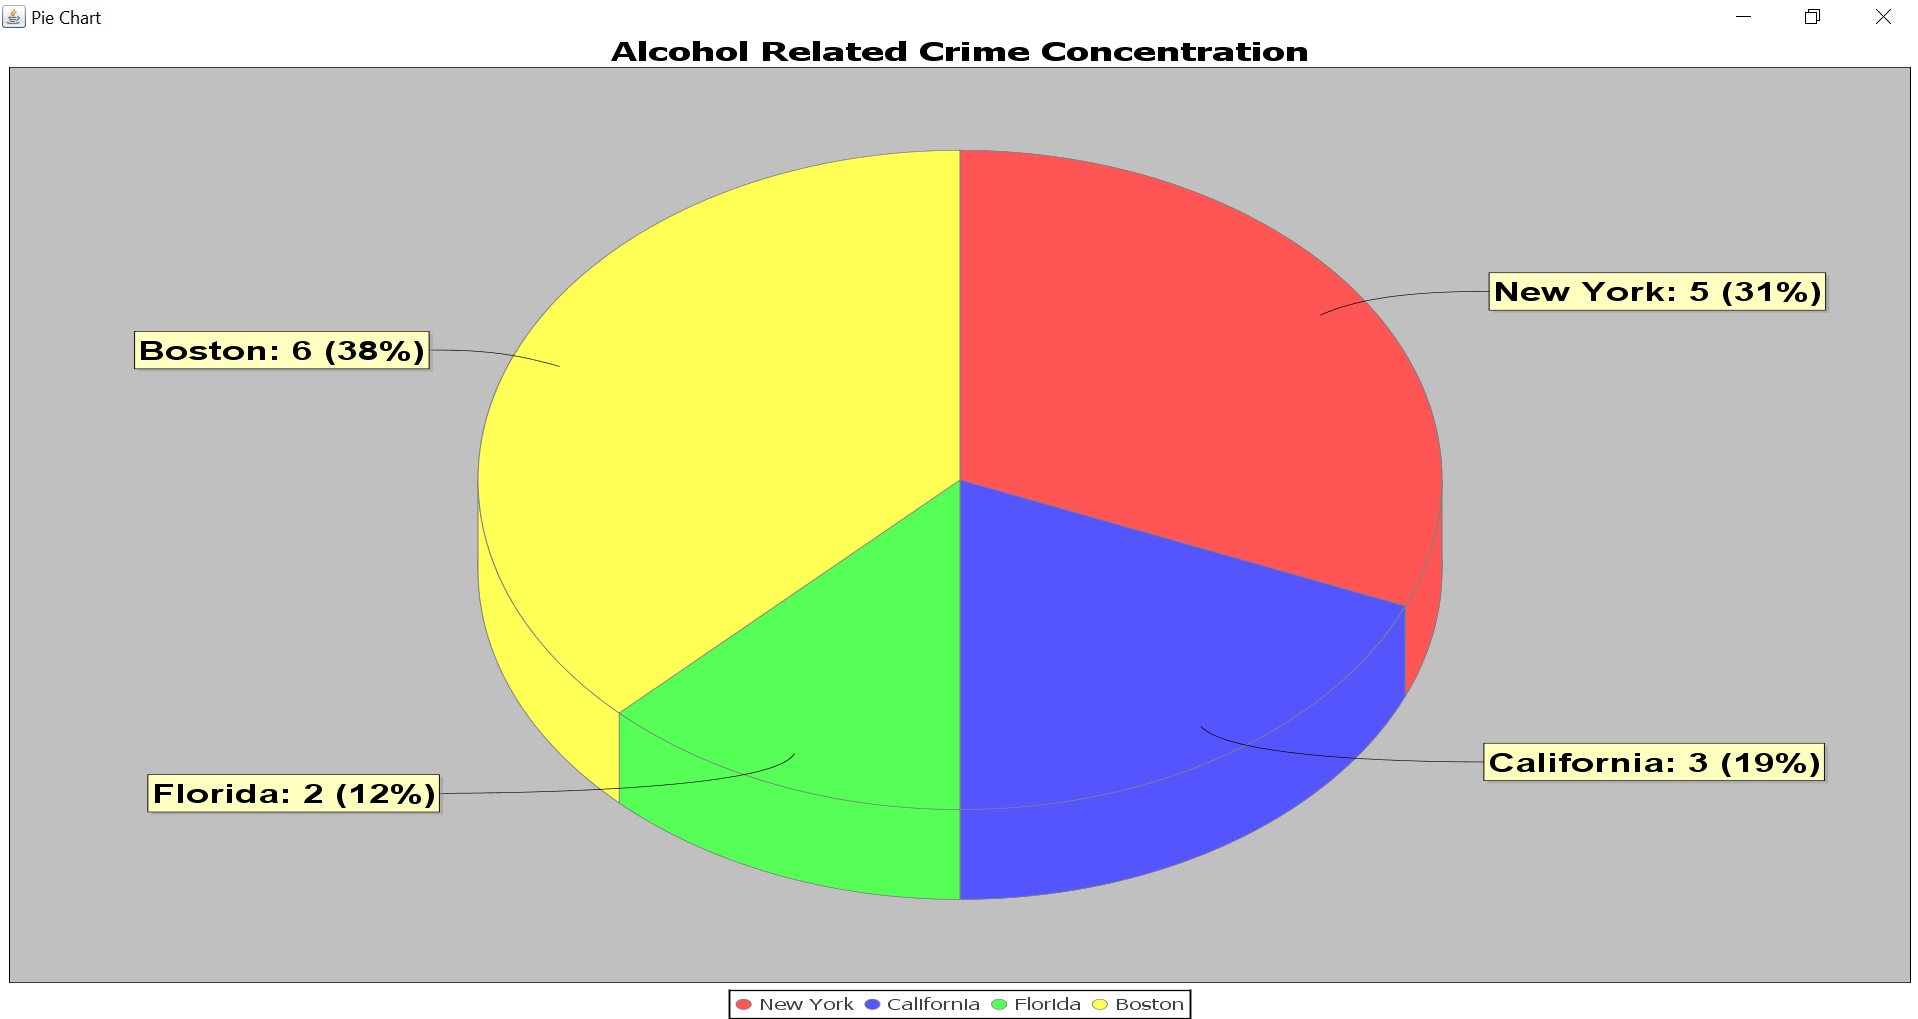 Pie Chart
Alcohol Related Crime Concentration
New York: 5 (31%)
Boston: 6 (38%)
California: 3 (19%)
Florida: 2 (12%)
New York California Florida Boston